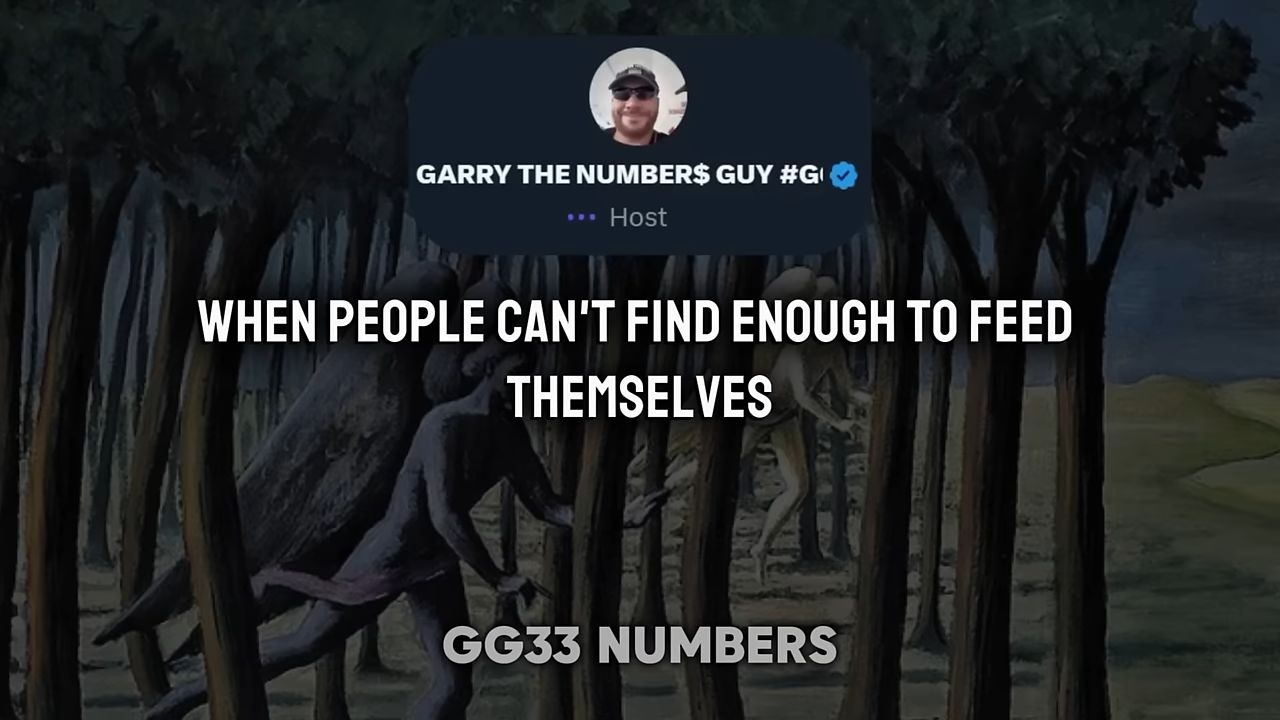 GARRY THE NUMBER$ GUY #G
Host
WHEN PEOPLE CAN'T FIND ENOUGH TO FEED
THEMSELVES
GG33 NUMBERS